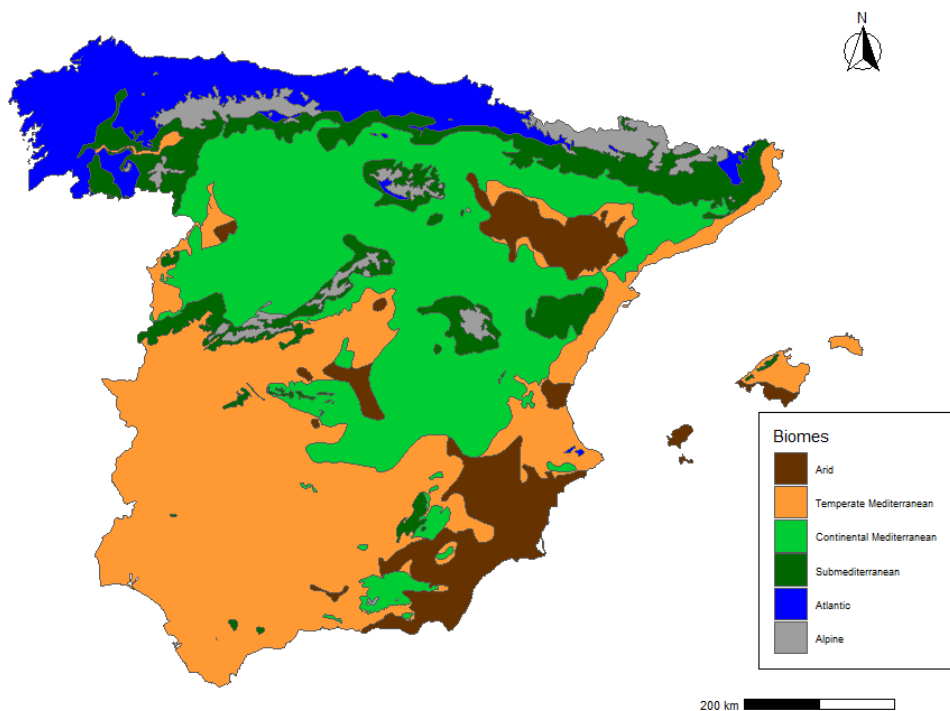 N
Biomes
Arid
Temperate Mediterranean
Continental Mediterranean
Submediterranean
Atlantic
Alpine
200 km